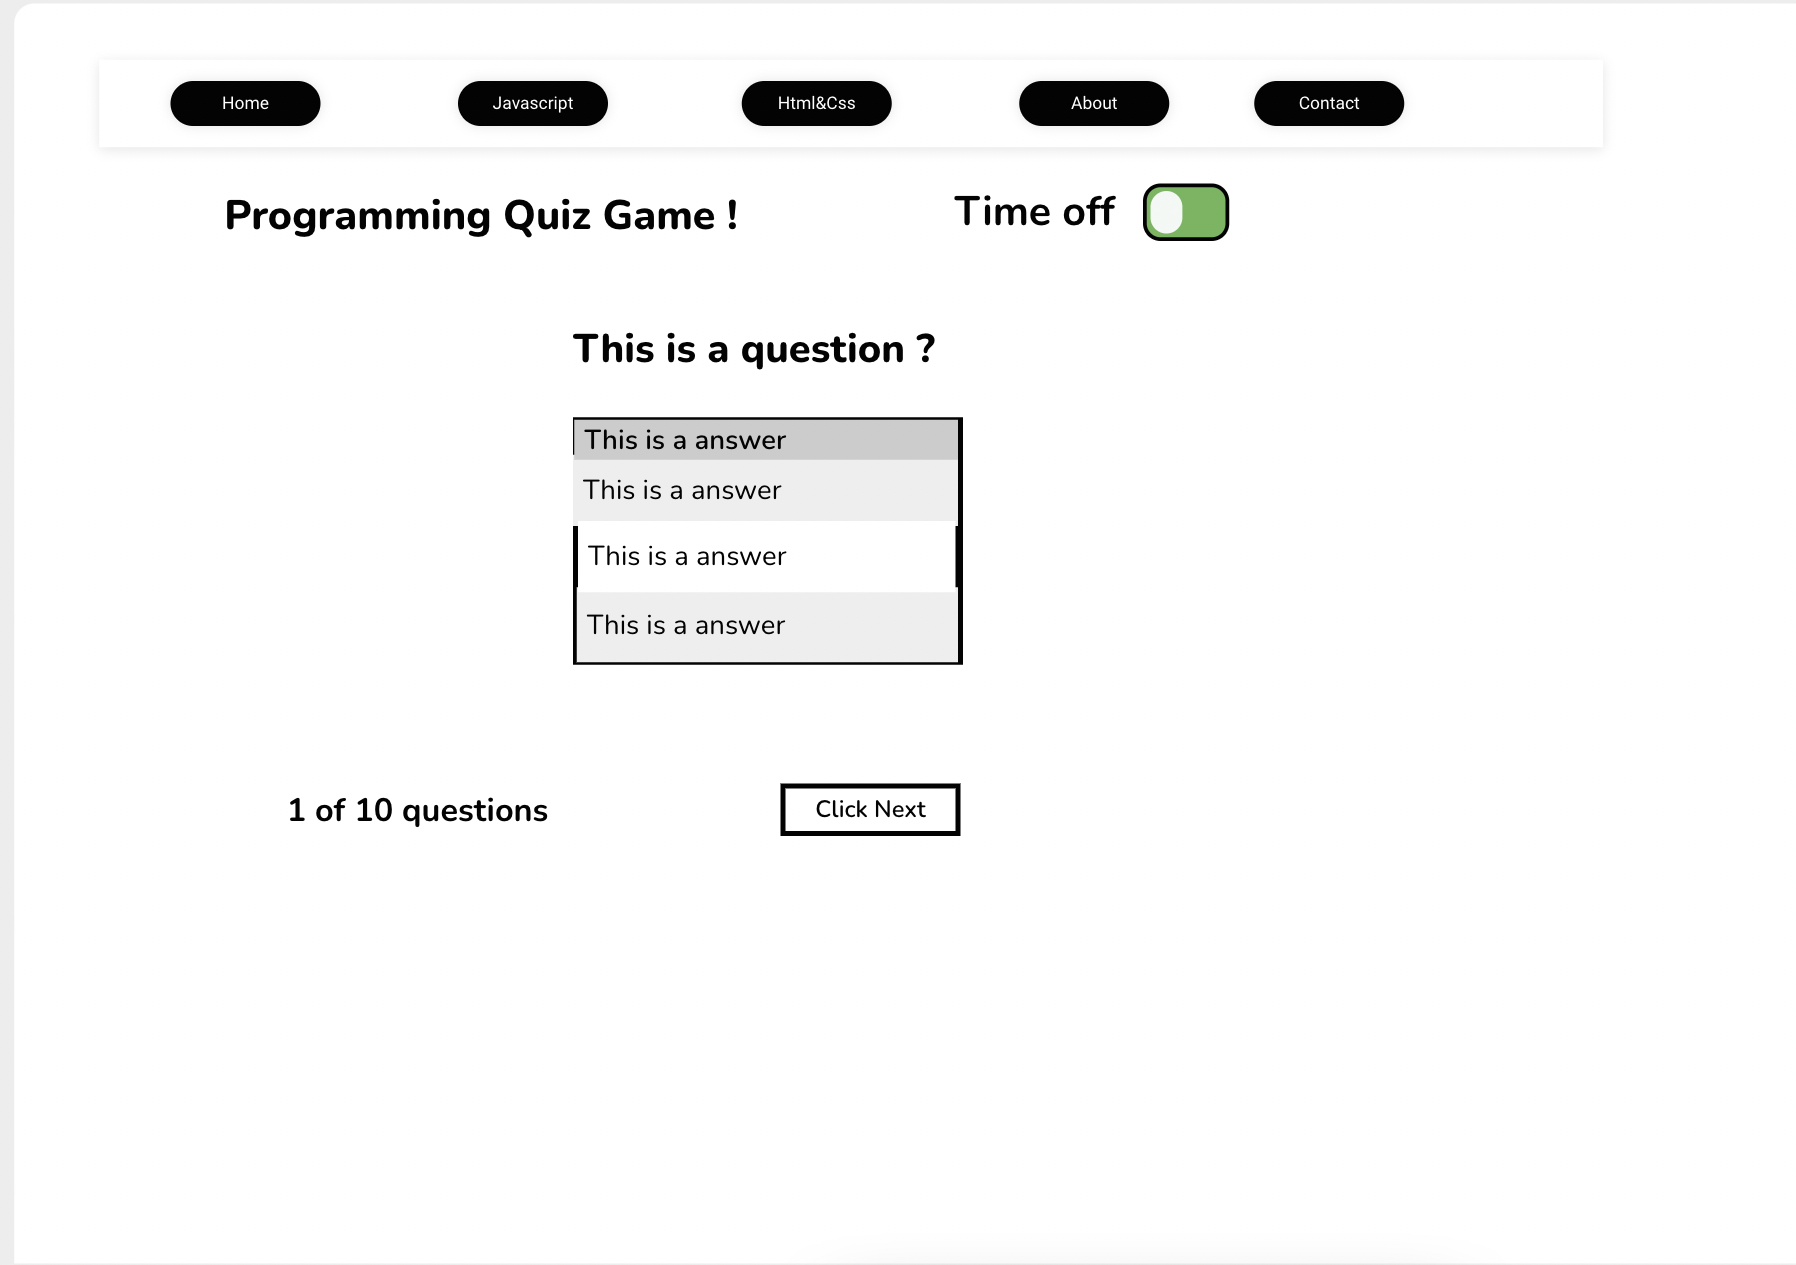 Home Javascript Html&Css About Contact
Programming Quiz Game ! Time off
This is a question ?
This is a answer
This is a answer
This is a answer
This is a answer
1 of 10 questions Click Next